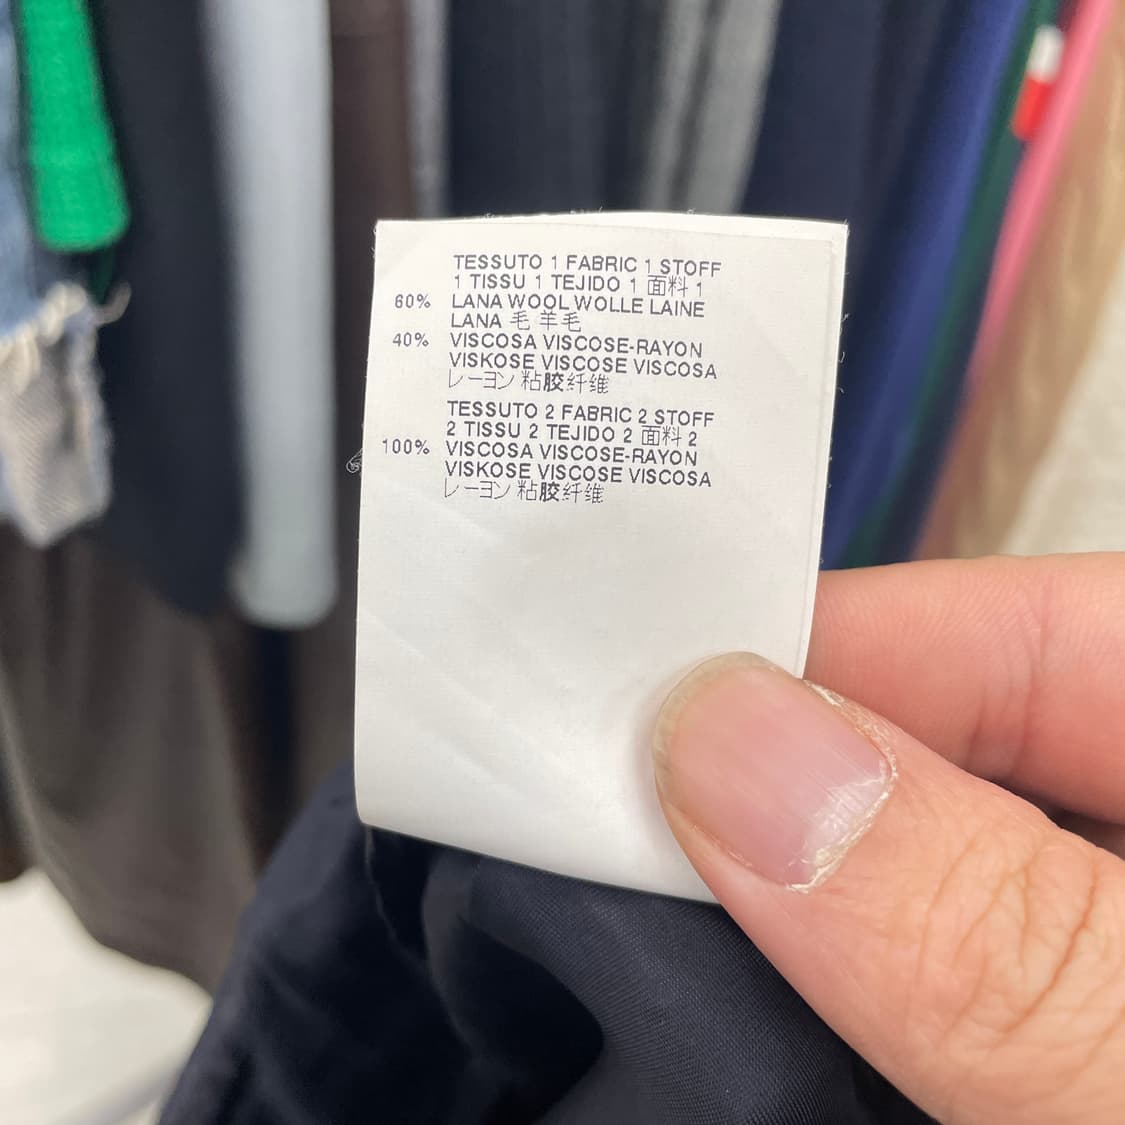 TESSUTO 1 FABRIC 1 STOFF
1 TISSU 1 TEJIDO 1 面料 1
60% LANA WOOL WOLLE LAINE
LANA 毛 羊毛
40% VISCOSA VISCOSE-RAYON
VISKOSE VISCOSE VISCOSA
レーヨン 粘胶纤维
TESSUTO 2 FABRIC 2 STOFF
2 TISSU 2 TEJIDO 2 面料 2
100% VISCOSA VISCOSE-RAYON
VISKOSE VISCOSE VISCOSA
レーヨン 粘胶纤维